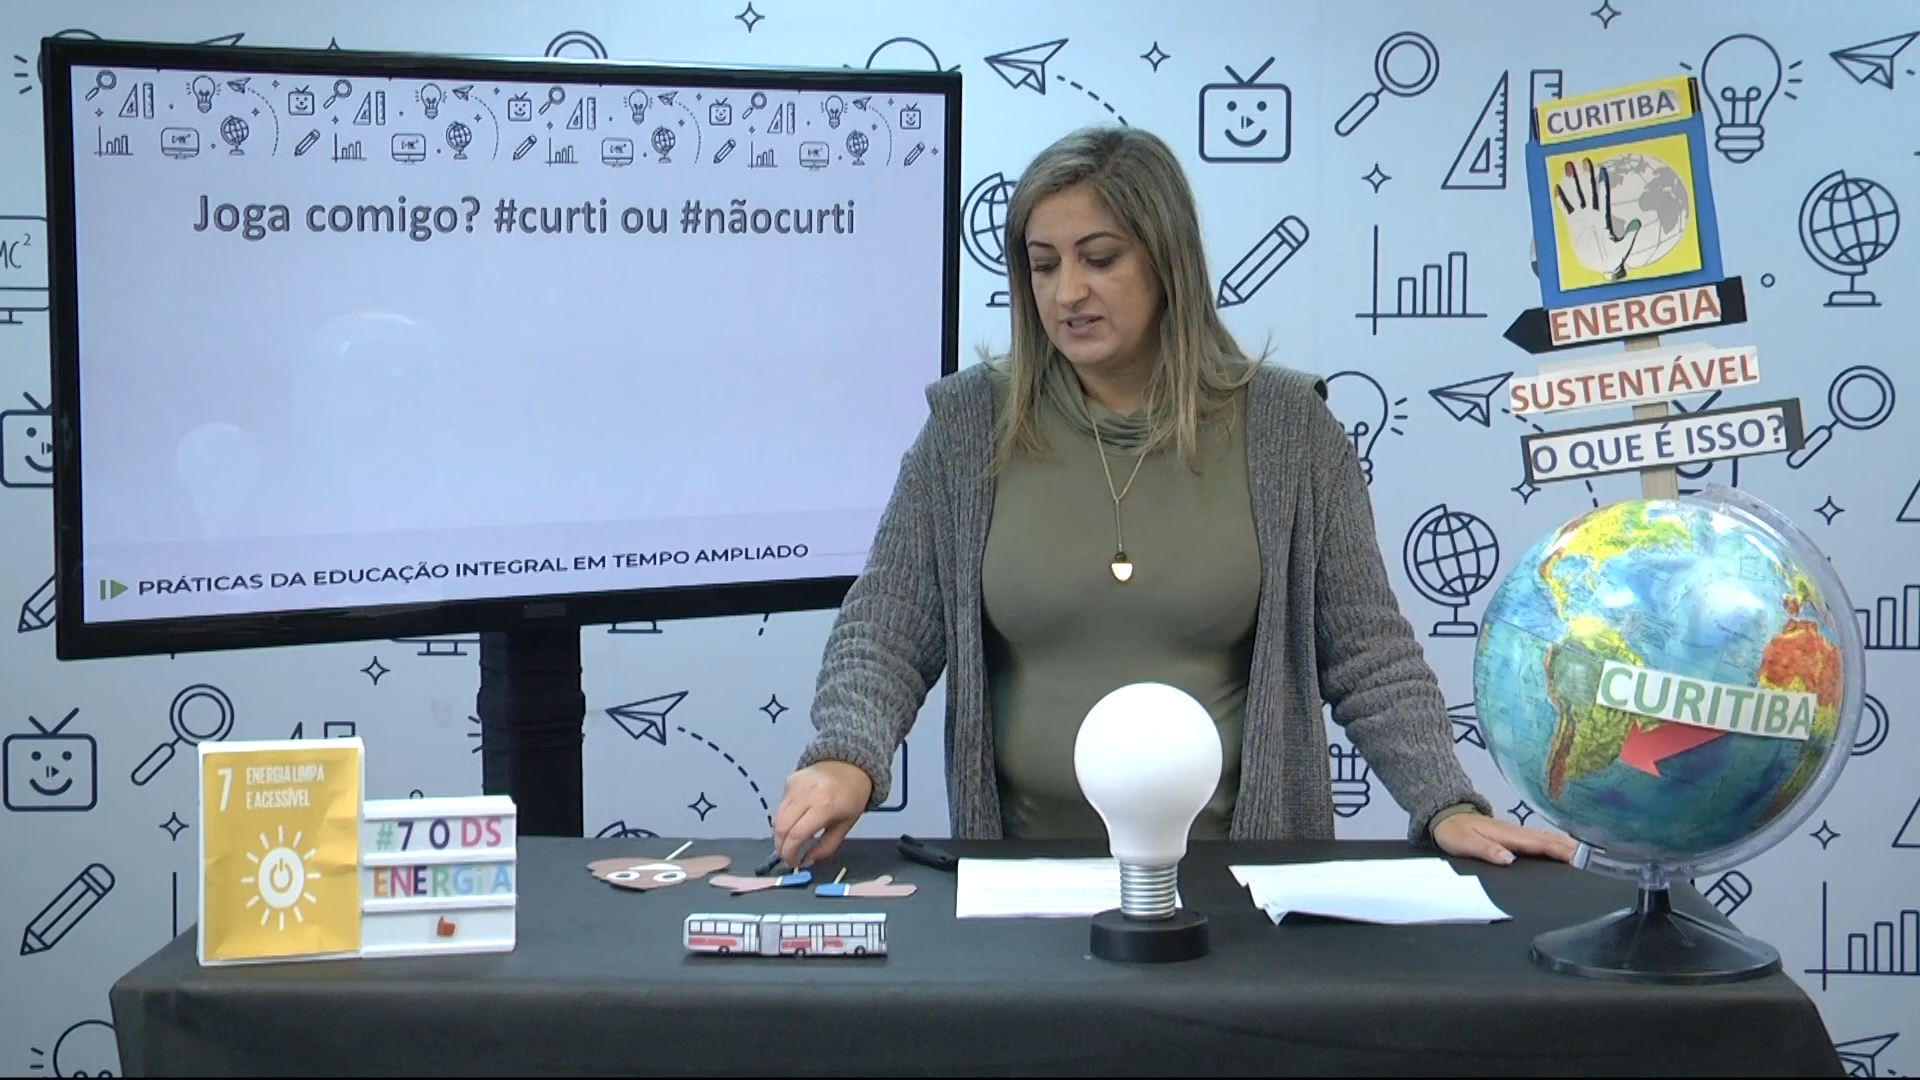 Joga comigo? #curti ou #nãocurti
PRÁTICAS DA EDUCAÇÃO INTEGRAL EM TEMPO AMPLIADO
CURITIBA
ENERGIA
SUSTENTÁVEL
O QUE É ISSO?
CURITIBA
7 ENERGIA LIMPA
E ACESSÍVEL
#7 O DS
ENERGiA